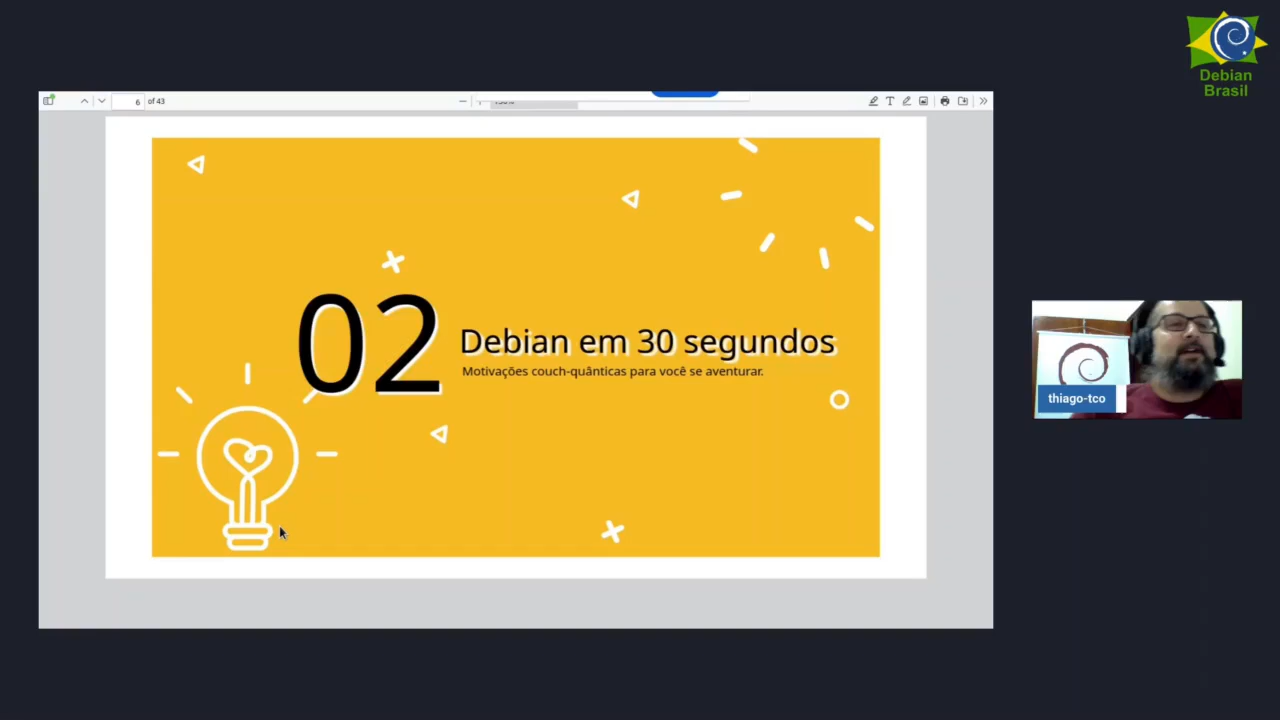 Debian
Brasil
6 of 43
02
Debian em 30 segundos
Motivações couch-quânticas para você se aventurar.
thiago-tco